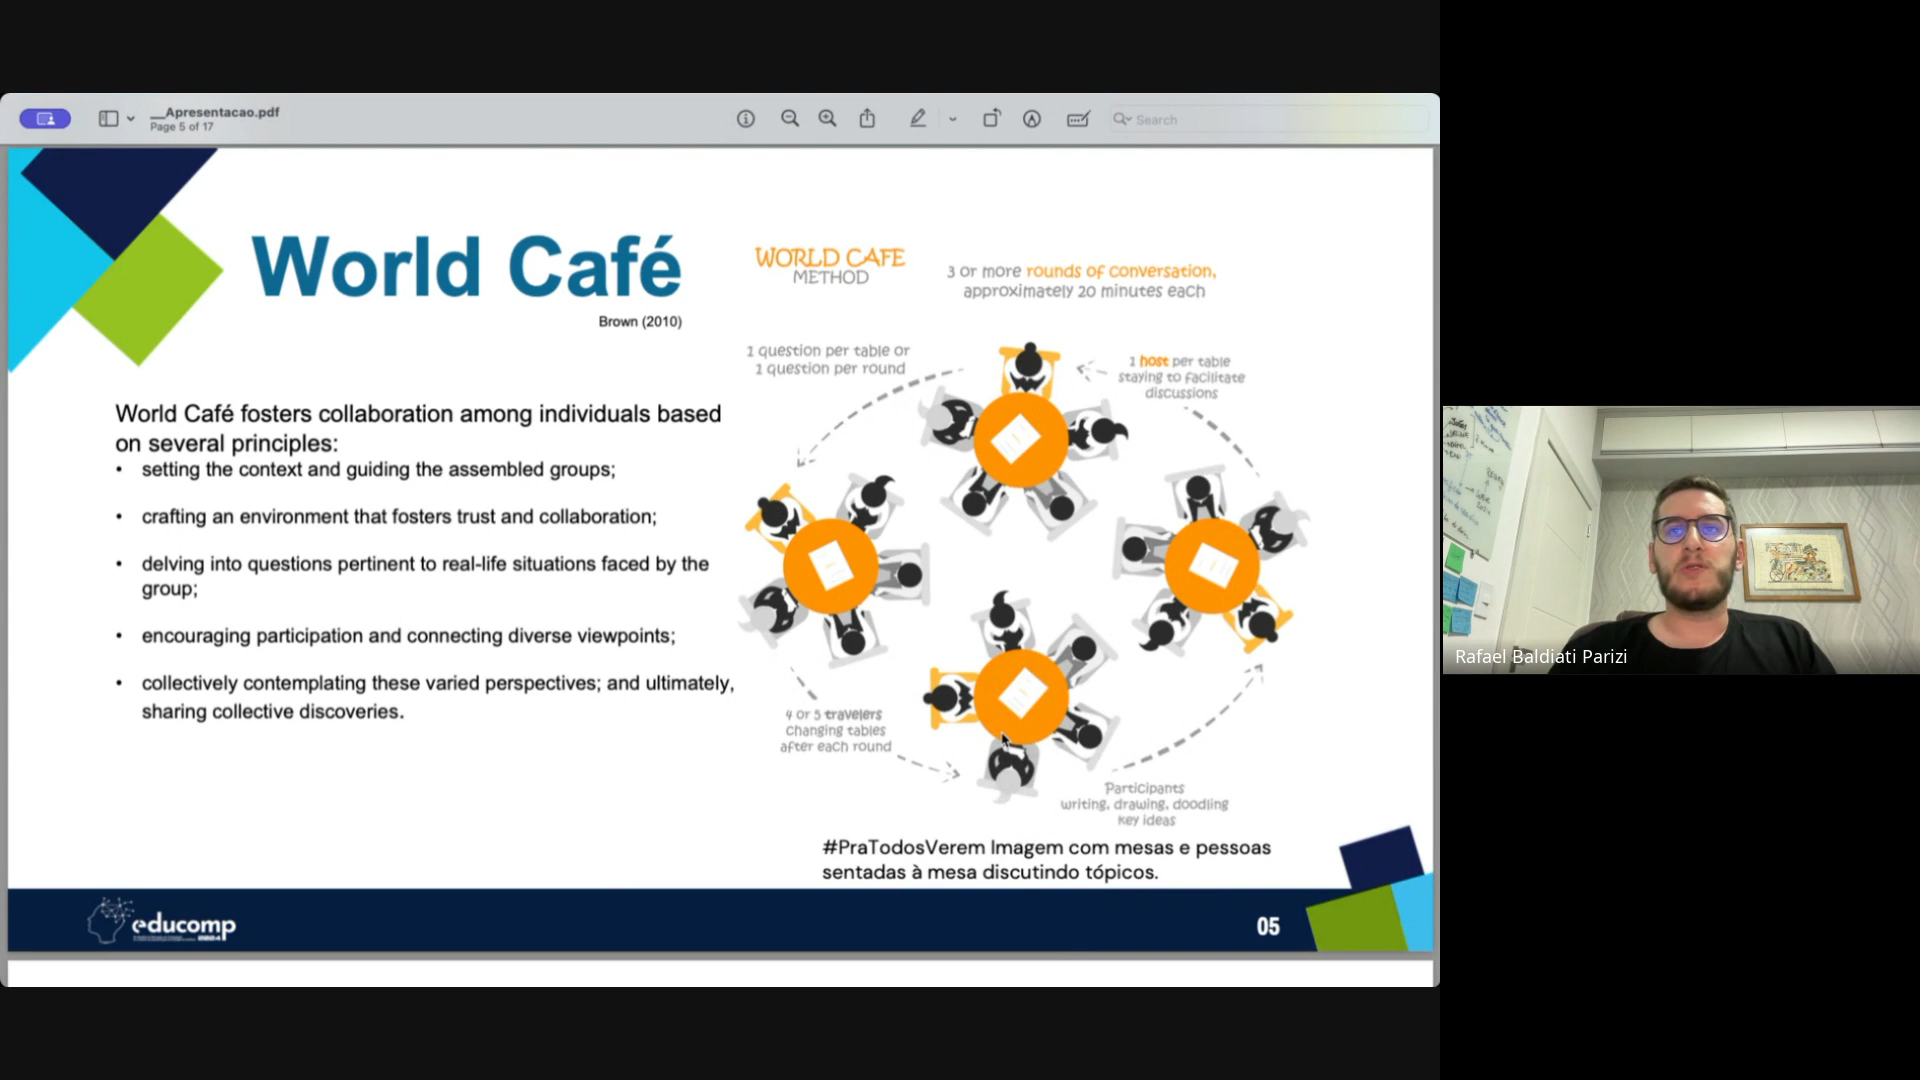 __Apresentacao.pdf
Page 5 of 17
Search
World Café
Brown (2010)
World Café fosters collaboration among individuals based
on several principles:
• setting the context and guiding the assembled groups;
• crafting an environment that fosters trust and collaboration;
• delving into questions pertinent to real-life situations faced by the
group;
• encouraging participation and connecting diverse viewpoints;
• collectively contemplating these varied perspectives; and ultimately,
sharing collective discoveries.
WORLD CAFE
METHOD
3 or more rounds of conversation,
approximately 20 minutes each
1 question per table or
1 question per round
1 host per table
staying to facilitate
discussions
4 or 5 travelers
changing tables
after each round
Participants
writing, drawing, doodling
key ideas
#PraTodosVerem Imagem com mesas e pessoas
sentadas à mesa discutindo tópicos.
educomp
05
Rafael Baldiati Parizi